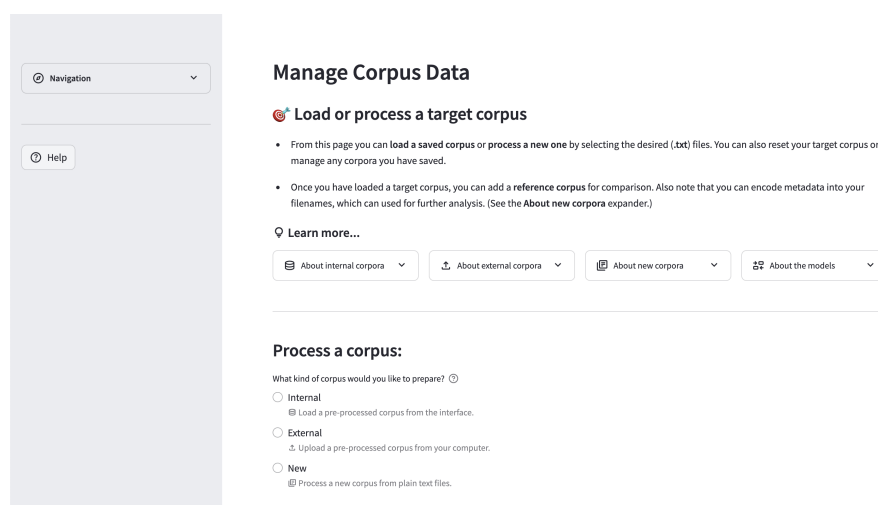 Navigation
Help
Manage Corpus Data
Load or process a target corpus
From this page you can load a saved corpus or process a new one by selecting the desired (.txt) files. You can also reset your target corpus or
manage any corpora you have saved.
Once you have loaded a target corpus, you can add a reference corpus for comparison. Also note that you can encode metadata into your
filenames, which can used for further analysis. (See the About new corpora expander.)
Learn more...
About internal corpora
About external corpora
About new corpora
About the models
Process a corpus:
What kind of corpus would you like to prepare?
Internal
Load a pre-processed corpus from the interface.
External
Upload a pre-processed corpus from your computer.
New
Process a new corpus from plain text files.